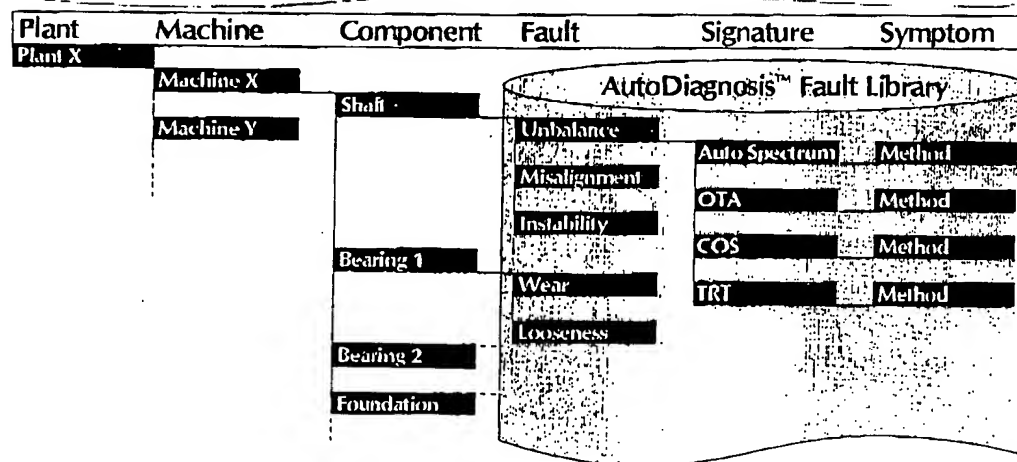 Plant Machine Component Fault Signature Symptom
Plant X
Machine X
AutoDiagnosis™ Fault Library
Shaft
Machine Y
Unbalance
Auto Spectrum Method
Misalignment
OTA Method
Instability
COS Method
Bearing 1
Wear
TRT Method
Looseness
Bearing 2
Foundation